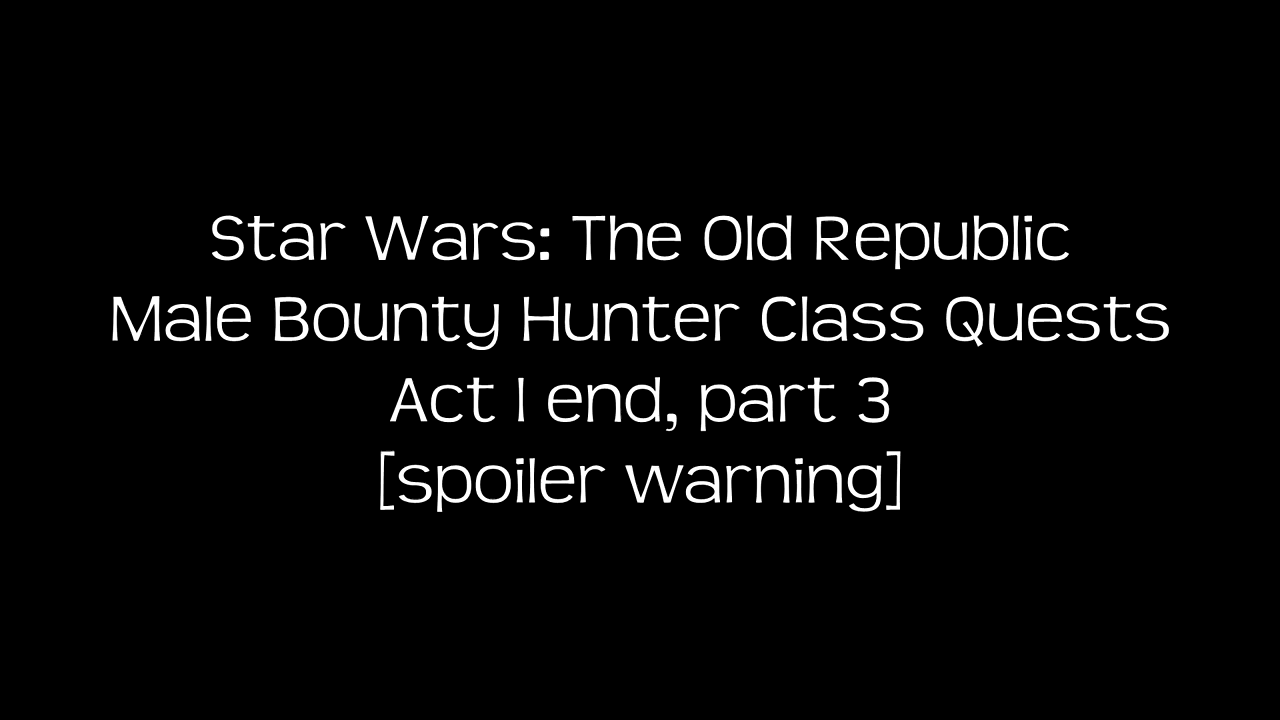 Star Wars: The Old Republic
Male Bounty Hunter Class Quests
Act I end, part 3
[spoiler warning]